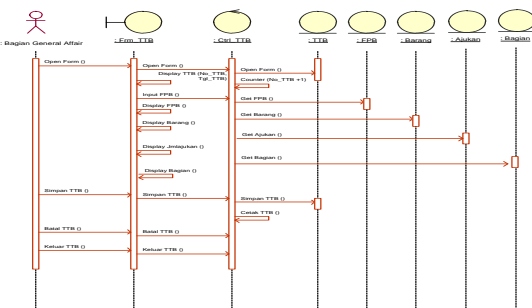 : Bagian General Affair
: Frm_TTB
: Ctrl_TTB
: TTB
: FPB
: Barang
: Ajukan
: Bagian
Open Form ()
Open Form ()
Open Form ()
Display TTB (No_TTB,
Tgl_TTB)
Counter (No_TTB +1)
Input FPB ()
Get FPB ()
Display FPB ()
Get Barang ()
Display Barang ()
Get Ajukan ()
Display Jmlajukan ()
Get Bagian ()
Display Bagian ()
Simpan TTB ()
Simpan TTB ()
Simpan TTB ()
Cetak TTB ()
Batal TTB ()
Batal TTB ()
Keluar TTB ()
Keluar TTB ()